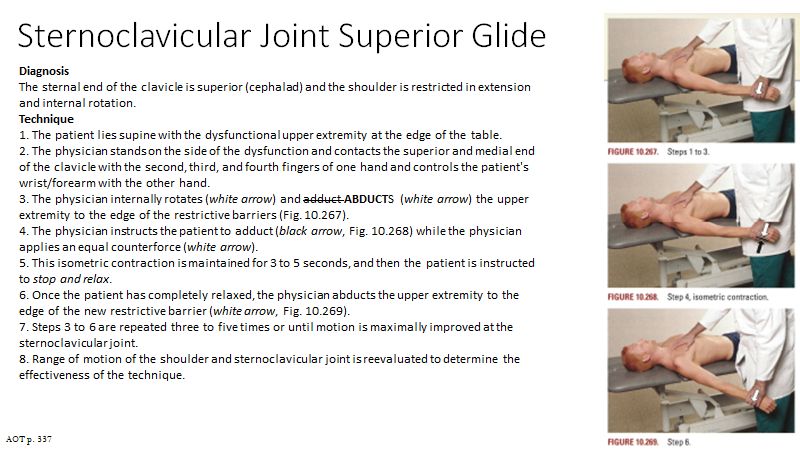 Sternoclavicular Joint Superior Glide
Diagnosis
The sternal end of the clavicle is superior (cephalad) and the shoulder is restricted in extension
and internal rotation.
Technique
1. The patient lies supine with the dysfunctional upper extremity at the edge of the table.
2. The physician stands on the side of the dysfunction and contacts the superior and medial end
of the clavicle with the second, third, and fourth fingers of one hand and controls the patient's
wrist/forearm with the other hand.
3. The physician internally rotates (white arrow) and adduct ABDUCTS (white arrow) the upper
extremity to the edge of the restrictive barriers (Fig. 10.267).
4. The physician instructs the patient to adduct (black arrow, Fig. 10.268) while the physician
applies an equal counterforce (white arrow).
5. This isometric contraction is maintained for 3 to 5 seconds, and then the patient is instructed
to stop and relax.
6. Once the patient has completely relaxed, the physician abducts the upper extremity to the
edge of the new restrictive barrier (white arrow, Fig. 10.269).
7. Steps 3 to 6 are repeated three to five times or until motion is maximally improved at the
sternoclavicular joint.
8. Range of motion of the shoulder and sternoclavicular joint is reevaluated to determine the
effectiveness of the technique.
AOT p. 337
FIGURE 10.267. Steps 1 to 3.
FIGURE 10.268. Step 4, isometric contraction.
FIGURE 10.269. Step 6.